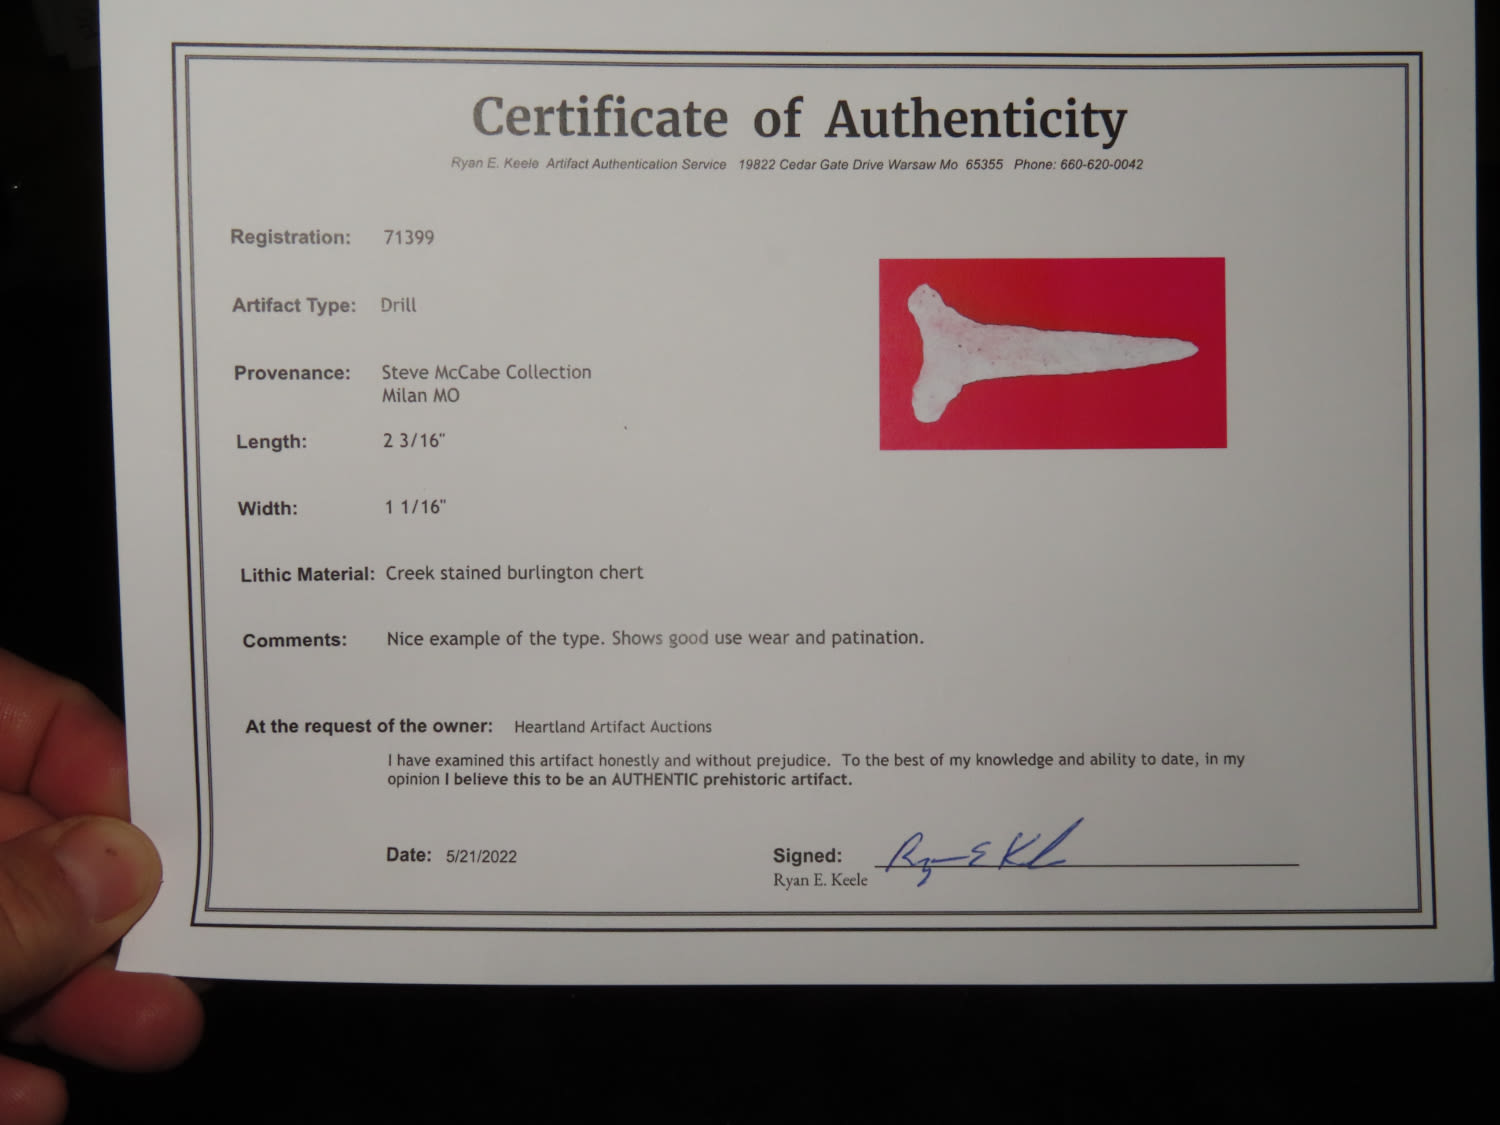 Certificate of Authenticity
Ryan E. Keele Artifact Authentication Service 19822 Cedar Gate Drive Warsaw Mo 65355 Phone: 660-620-0042
Registration: 71399
Artifact Type: Drill
Provenance: Steve McCabe Collection
Milan MO
Length: 2 3/16"
Width: 1 1/16"
Lithic Material: Creek stained burlington chert
Comments: Nice example of the type. Shows good use wear and patination.
At the request of the owner: Heartland Artifact Auctions
I have examined this artifact honestly and without prejudice. To the best of my knowledge and ability to date, in my
opinion I believe this to be an AUTHENTIC prehistoric artifact.
Date: 5/21/2022 Signed: Ryan E Keele
Ryan E. Keele